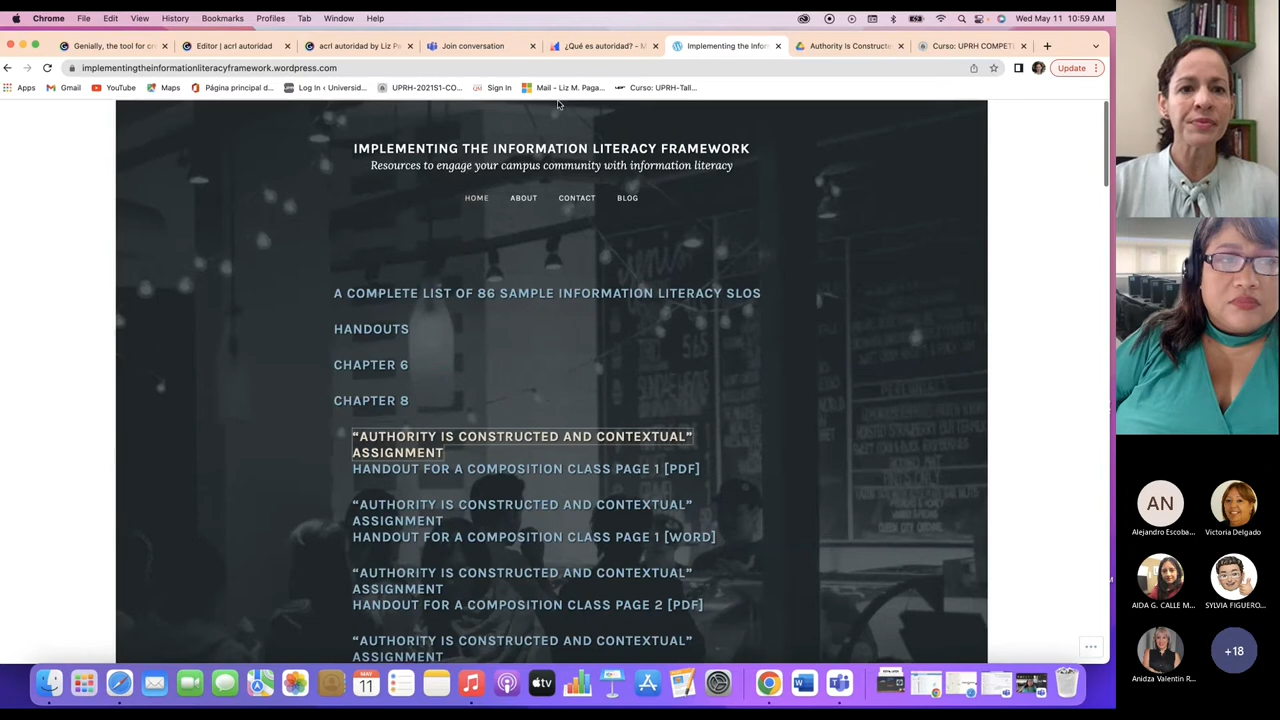 Chrome File Edit View History Bookmarks Profiles Tab Window Help Wed May 11 10:59 AM
Genially, the tool for cr Editor | acrl autoridad acrl autoridad by Liz Pa Join conversation ¿Qué es autoridad? - M Implementing the Infor Authority Is Constructe Curso: UPRH COMPET
implementingtheinformationliteracyframework.wordpress.com Update
Apps Gmail YouTube Maps Página principal d... Log In ‹ Universid... UPRH-2021S1-CO... Sign In Mail - Liz M. Paga... Curso: UPRH-Tall...
IMPLEMENTING THE INFORMATION LITERACY FRAMEWORK
Resources to engage your campus community with information literacy
HOME ABOUT CONTACT BLOG
A COMPLETE LIST OF 86 SAMPLE INFORMATION LITERACY SLOS
HANDOUTS
CHAPTER 6
CHAPTER 8
“AUTHORITY IS CONSTRUCTED AND CONTEXTUAL”
ASSIGNMENT
HANDOUT FOR A COMPOSITION CLASS PAGE 1 [PDF]
“AUTHORITY IS CONSTRUCTED AND CONTEXTUAL”
ASSIGNMENT
HANDOUT FOR A COMPOSITION CLASS PAGE 1 [WORD]
“AUTHORITY IS CONSTRUCTED AND CONTEXTUAL”
ASSIGNMENT
HANDOUT FOR A COMPOSITION CLASS PAGE 2 [PDF]
“AUTHORITY IS CONSTRUCTED AND CONTEXTUAL”
ASSIGNMENT
MAY
11
tv
AN
Alejandro Escoba... Victoria Delgado
AIDA G. CALLE M... SYLVIA FIGUERO...
+18
Anidza Valentin R...